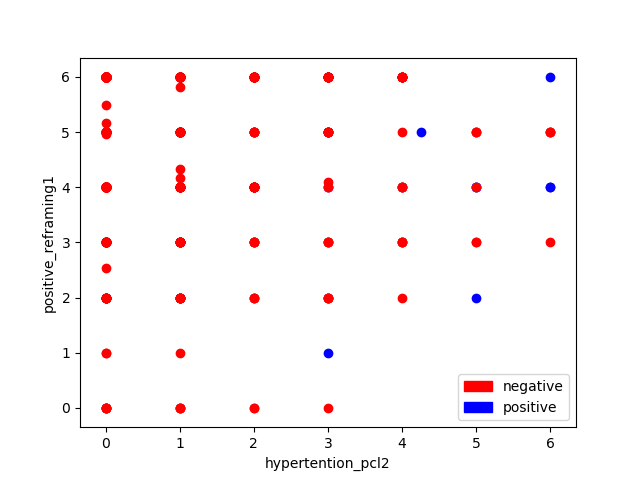 6
5
4
3
2
1
0
positive_reframing1
0 1 2 3 4 5 6
hypertention_pcl2
negative
positive